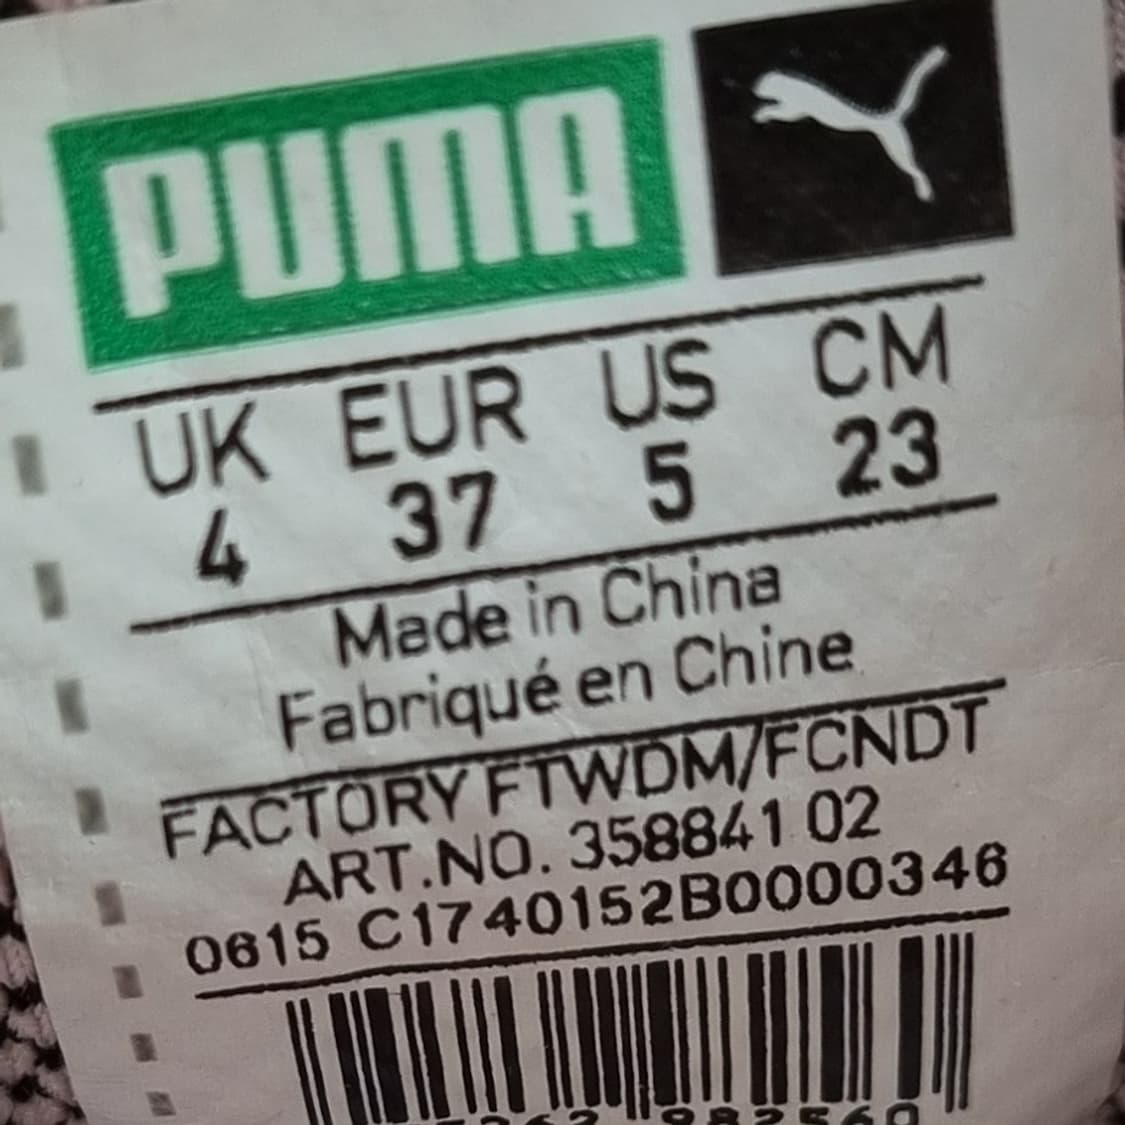 PUMA
UK EUR US CM
4 37 5 23
Made in China
Fabriqué en Chine
FACTORY FTWDM/FCNDT
ART.NO. 358841 02
0615 C1740152B0000346